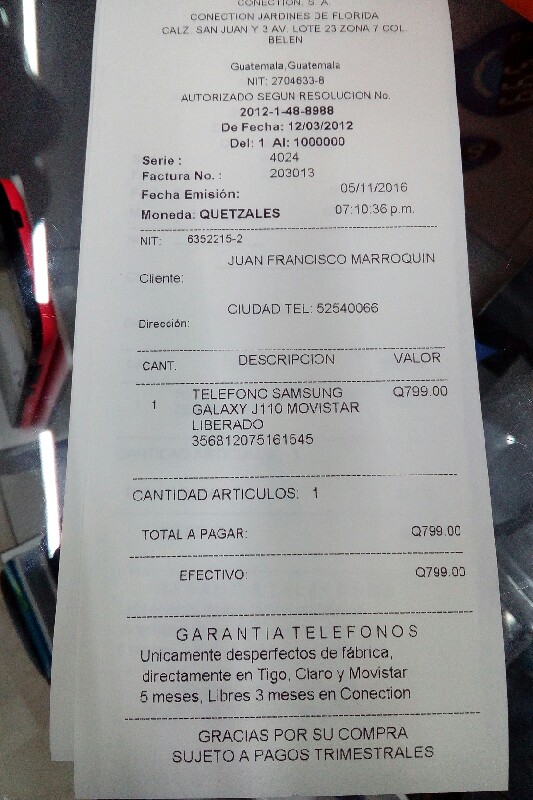 CONECTION, S. A.
CONECTION JARDINES DE FLORIDA
CALZ. SAN JUAN Y 3 AV. LOTE 23 ZONA 7 COL.
BELEN
Guatemala, Guatemala
NIT: 2704633-8
AUTORIZADO SEGUN RESOLUCION No.
2012-1-48-8988
De Fecha: 12/03/2012
Del: 1 Al: 1000000
Serie : 4024
Factura No. : 203013
Fecha Emisión: 05/11/2016
Moneda: QUETZALES 07:10:36 p.m.
NIT: 6352215-2
JUAN FRANCISCO MARROQUIN
Cliente:
CIUDAD TEL: 52540066
Dirección:
CANT. DESCRIPCION VALOR
1 TELEFONO SAMSUNG Q799.00
GALAXY J110 MOVISTAR
LIBERADO
356812075161545
CANTIDAD ARTICULOS: 1
TOTAL A PAGAR: Q799.00
EFECTIVO: Q799.00
GARANTIA TELEFONOS
Unicamente desperfectos de fábrica,
directamente en Tigo, Claro y Movistar
5 meses, Libres 3 meses en Conection
GRACIAS POR SU COMPRA
SUJETO A PAGOS TRIMESTRALES